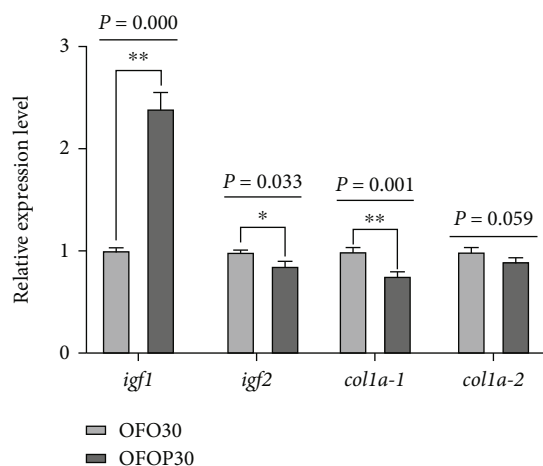 P = 0.000
3
**
2
P = 0.033
P = 0.001
P = 0.059
*
**
1
0
Relative expression level
igf1 igf2 col1a-1 col1a-2
OFO30
OFOP30